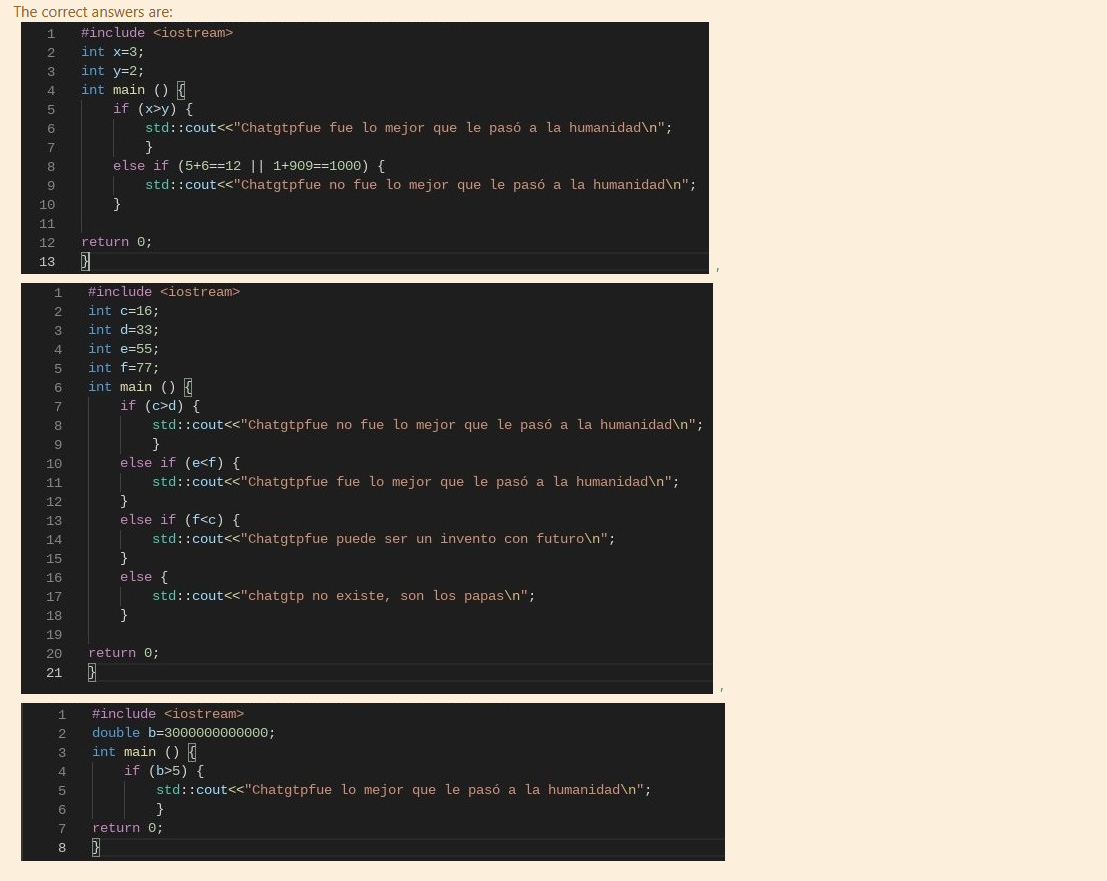 The correct answers are:
1 #include <iostream>
2 int x=3;
3 int y=2;
4 int main () {
5 if (x>y) {
6 std::cout<<"Chatgtpfue fue lo mejor que le pasó a la humanidad\n";
7 }
8 else if (5+6==12 || 1+909==1000) {
9 std::cout<<"Chatgtpfue no fue lo mejor que le pasó a la humanidad\n";
10 }
11
12 return 0;
13 }
,
1 #include <iostream>
2 int c=16;
3 int d=33;
4 int e=55;
5 int f=77;
6 int main () {
7 if (c>d) {
8 std::cout<<"Chatgtpfue no fue lo mejor que le pasó a la humanidad\n";
9 }
10 else if (e<f) {
11 std::cout<<"Chatgtpfue fue lo mejor que le pasó a la humanidad\n";
12 }
13 else if (f<c) {
14 std::cout<<"Chatgtpfue puede ser un invento con futuro\n";
15 }
16 else {
17 std::cout<<"chatgtp no existe, son los papas\n";
18 }
19
20 return 0;
21 }
,
1 #include <iostream>
2 double b=3000000000000;
3 int main () {
4 if (b>5) {
5 std::cout<<"Chatgtpfue lo mejor que le pasó a la humanidad\n";
6 }
7 return 0;
8 }